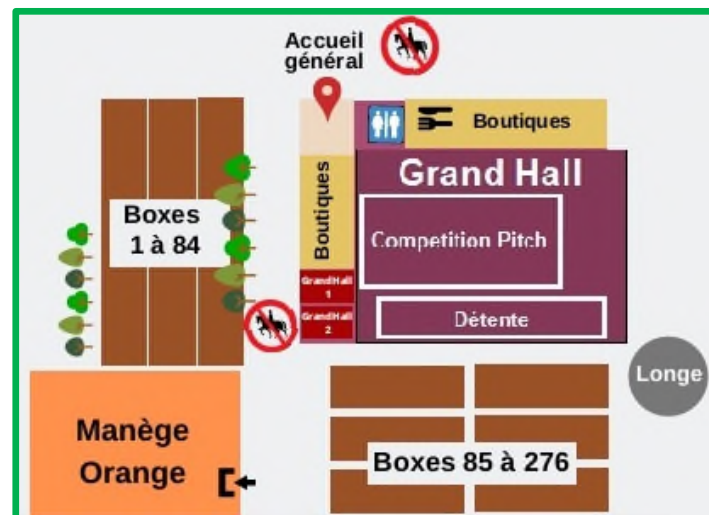 Accueil
général
Boutiques
Grand Hall
Boutiques
Competition Pitch
Boxes
1 à 84
GrandHall
1
GrandHall
2
Détente
Longe
Manège
Orange
Boxes 85 à 276